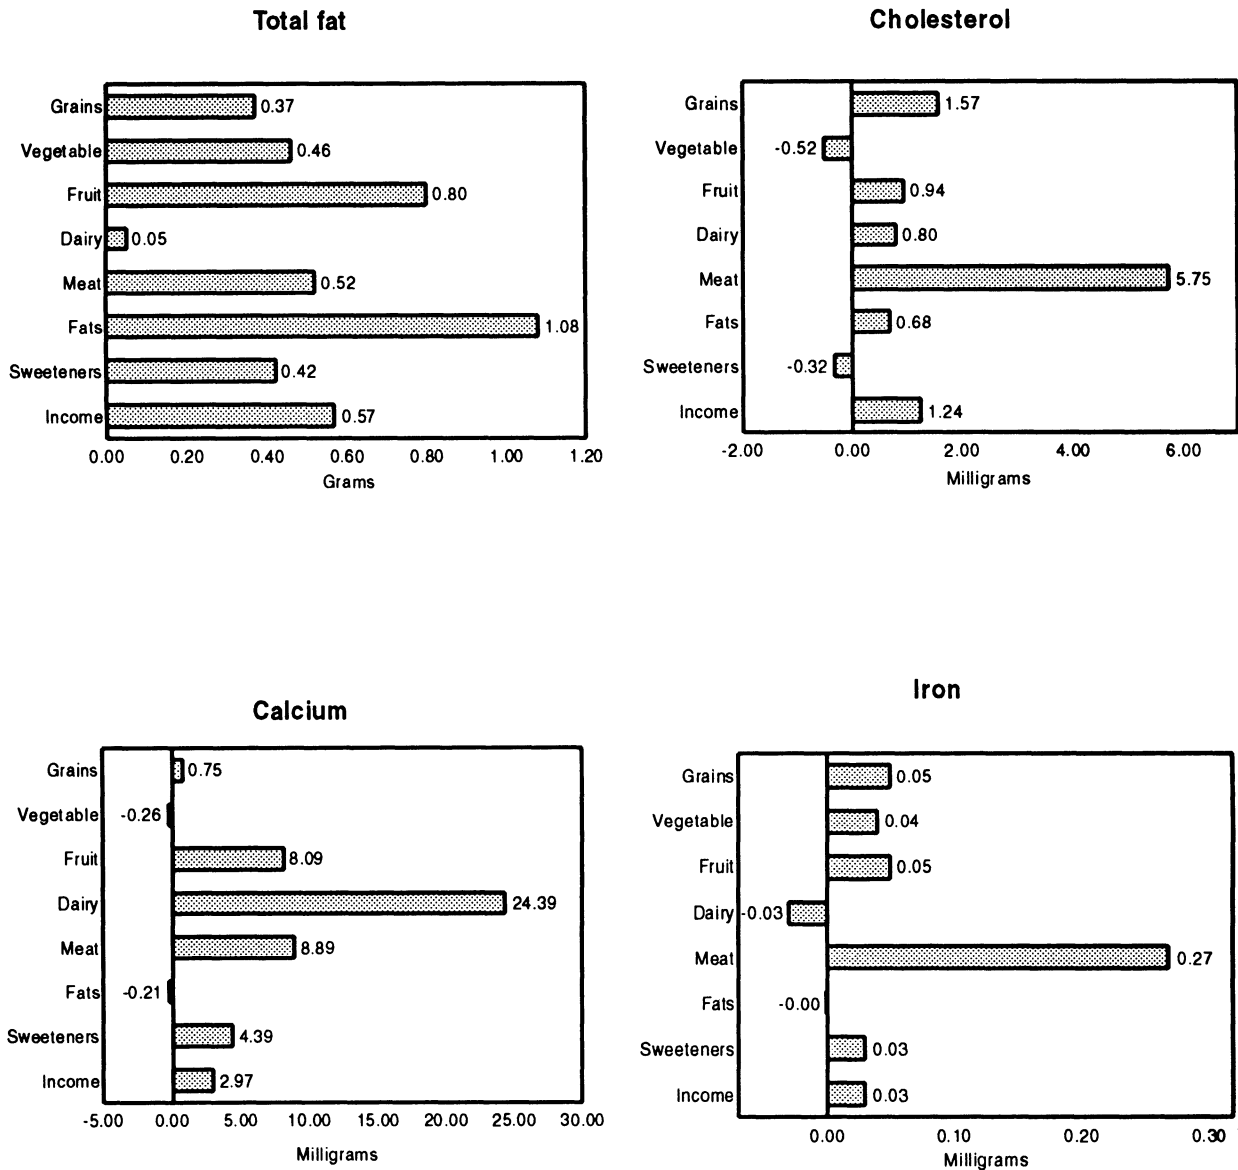 Total fat
Grains 0.37
Vegetable 0.46
Fruit 0.80
Dairy 0.05
Meat 0.52
Fats 1.08
Sweeteners 0.42
Income 0.57
0.00 0.20 0.40 0.60 0.80 1.00 1.20
Grams
Cholesterol
Grains 1.57
Vegetable -0.52
Fruit 0.94
Dairy 0.80
Meat 5.75
Fats 0.68
Sweeteners -0.32
Income 1.24
-2.00 0.00 2.00 4.00 6.00
Milligrams
Calcium
Grains 0.75
Vegetable -0.26
Fruit 8.09
Dairy 24.39
Meat 8.89
Fats -0.21
Sweeteners 4.39
Income 2.97
-5.00 0.00 5.00 10.00 15.00 20.00 25.00 30.00
Milligrams
Iron
Grains 0.05
Vegetable 0.04
Fruit 0.05
Dairy -0.03
Meat 0.27
Fats -0.00
Sweeteners 0.03
Income 0.03
0.00 0.10 0.20 0.30
Milligrams